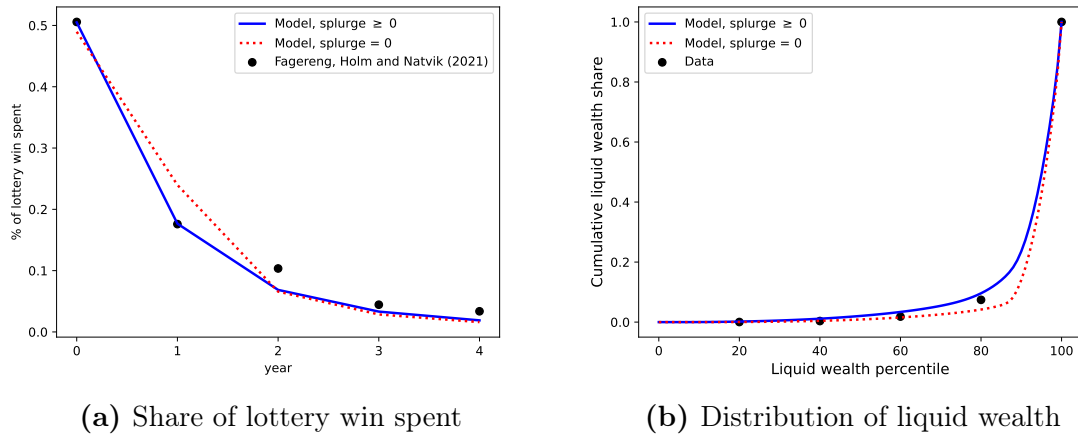 Model, splurge ≥ 0
Model, splurge = 0
Fagereng, Holm and Natvik (2021)
% of lottery win spent
0.5
0.4
0.3
0.2
0.1
0.0
0 1 2 3 4
year
(a) Share of lottery win spent
Model, splurge ≥ 0
Model, splurge = 0
Data
Cumulative liquid wealth share
1.0
0.8
0.6
0.4
0.2
0.0
0 20 40 60 80 100
Liquid wealth percentile
(b) Distribution of liquid wealth